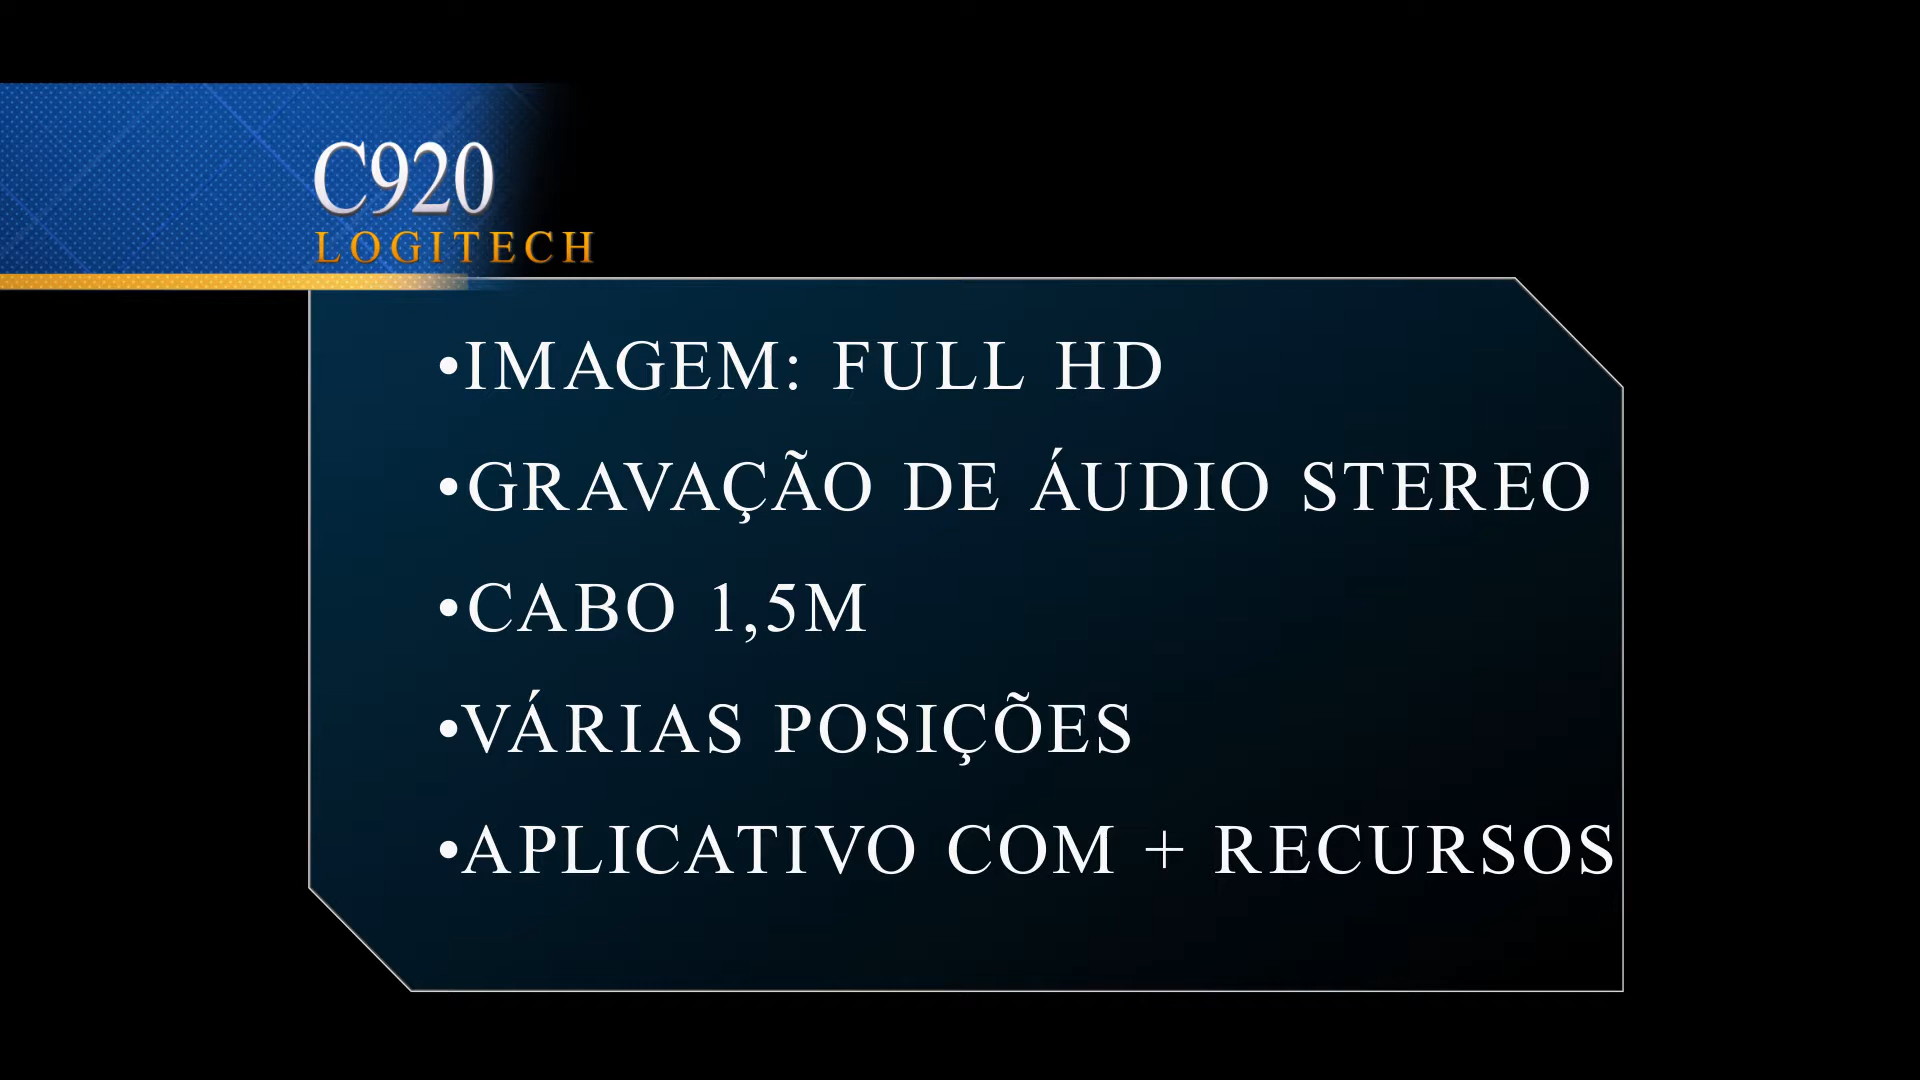 C920
LOGITECH
•IMAGEM: FULL HD
•GRAVAÇÃO DE ÁUDIO STEREO
•CABO 1,5M
•VÁRIAS POSIÇÕES
•APLICATIVO COM + RECURSOS